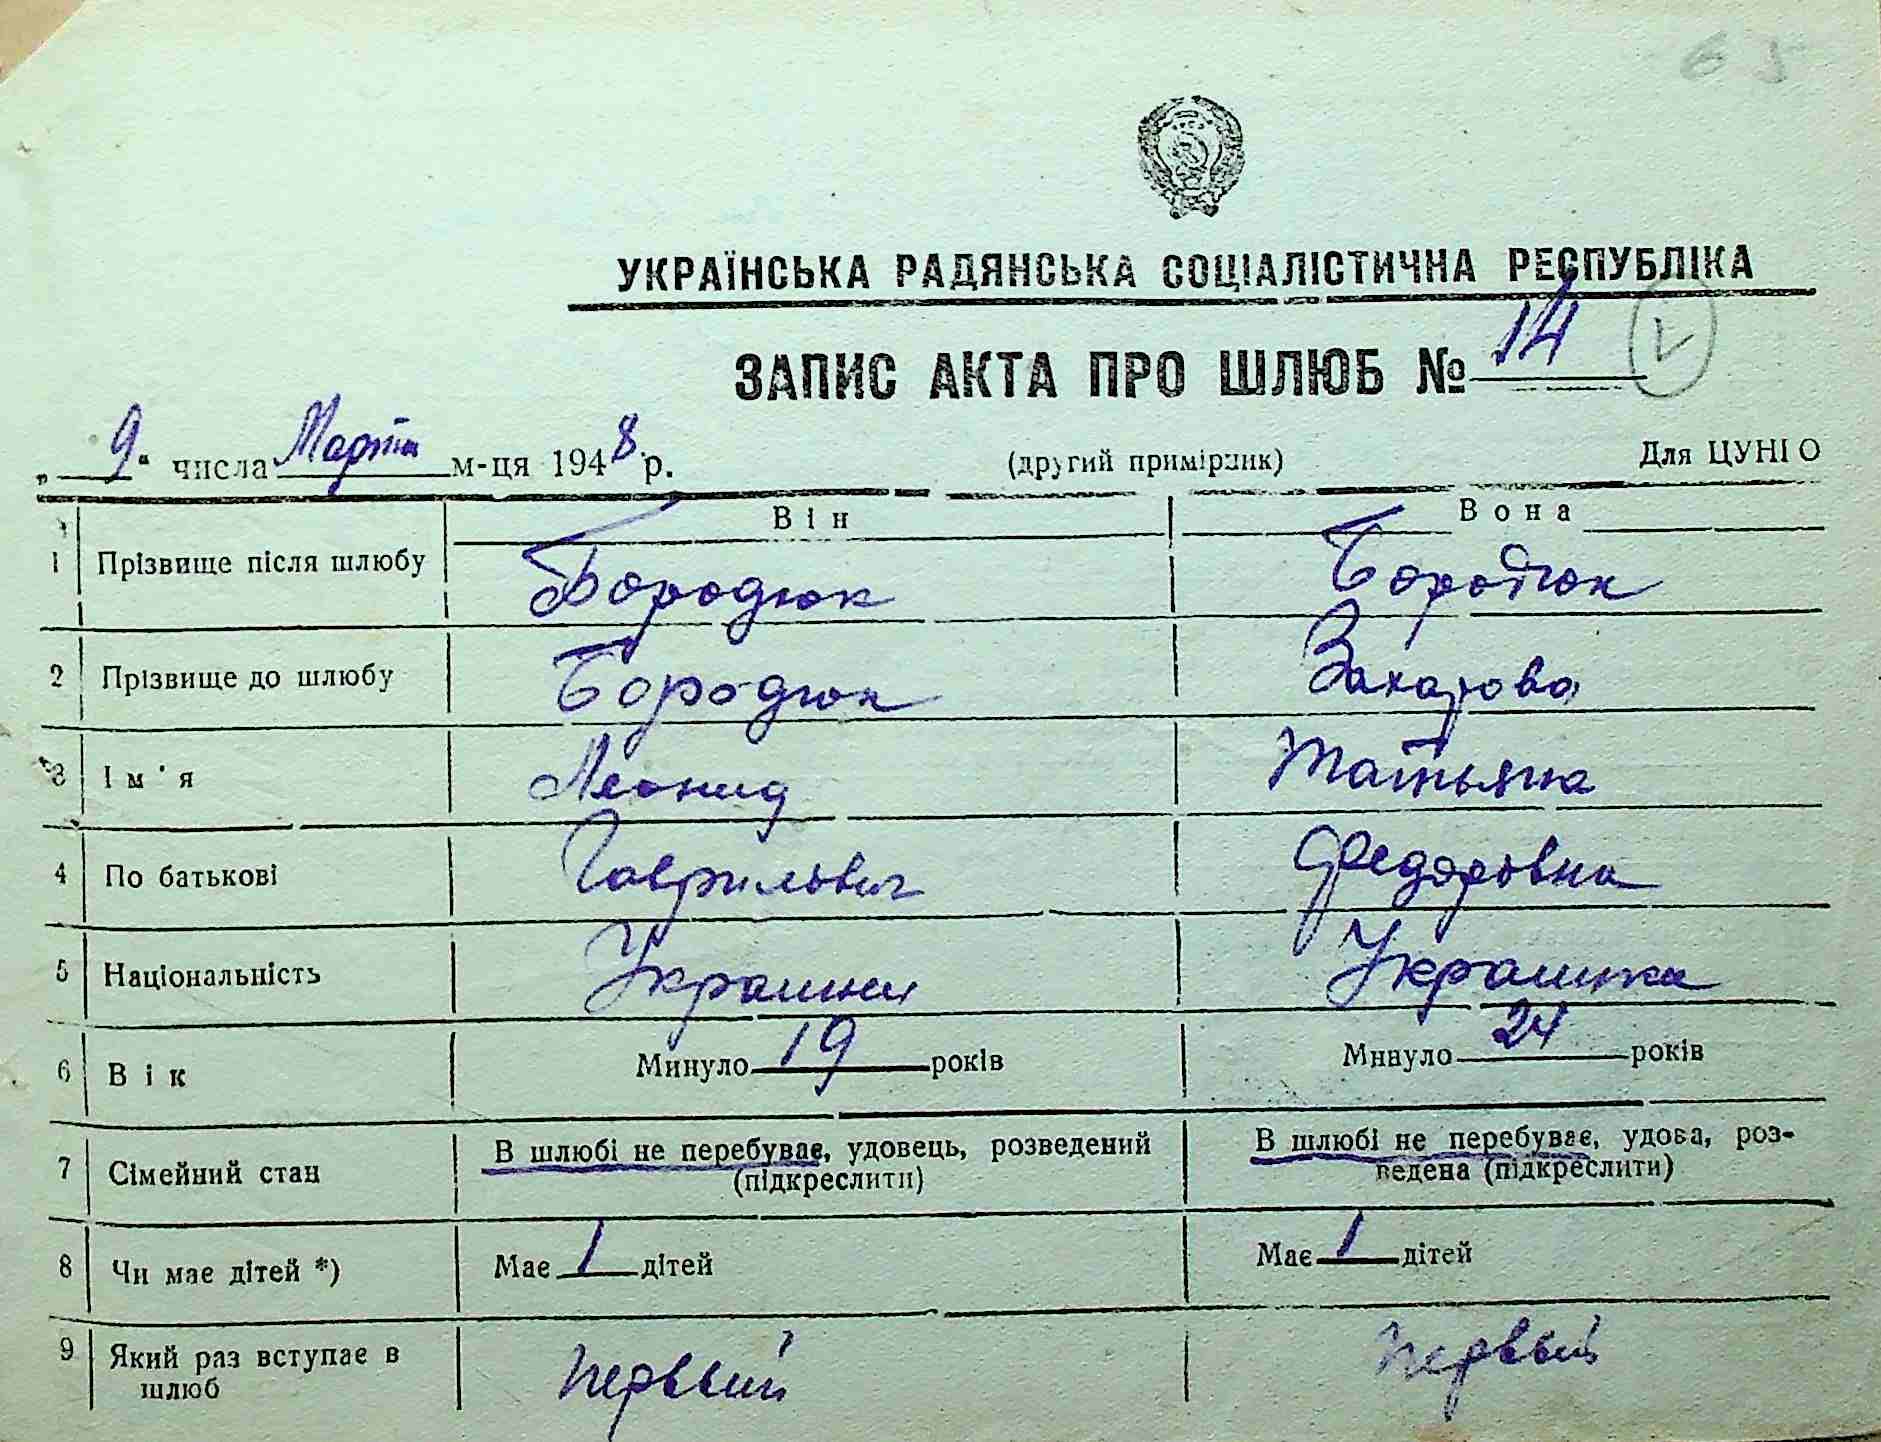 65
УКРАЇНСЬКА РАДЯНСЬКА СОЦІАЛІСТИЧНА РЕСПУБЛІКА
ЗАПИС АКТА ПРО ШЛЮБ № 14
„ 9 " числа Марта м-ця 1948 р. (другий примірник) Для ЦУНГО
Він Вона
1 Прізвище після шлюбу Бородюк Бородюк
2 Прізвище до шлюбу Бородюк Захарова
3 Ім'я Леонид Татьяна
4 По батькові Гаврилович Федоровна
5 Національність Украинец Украинка
6 Вік Минуло 19 років Минуло 24 років
7 Сімейний стан В шлюбі не перебуває, удовець, розведений (підкреслити) В шлюбі не перебуває, удова, роз-
ведена (підкреслити)
8 Чи має дітей *) Має 1 дітей Має 1 дітей
9 Який раз вступає в
шлюб первый первый